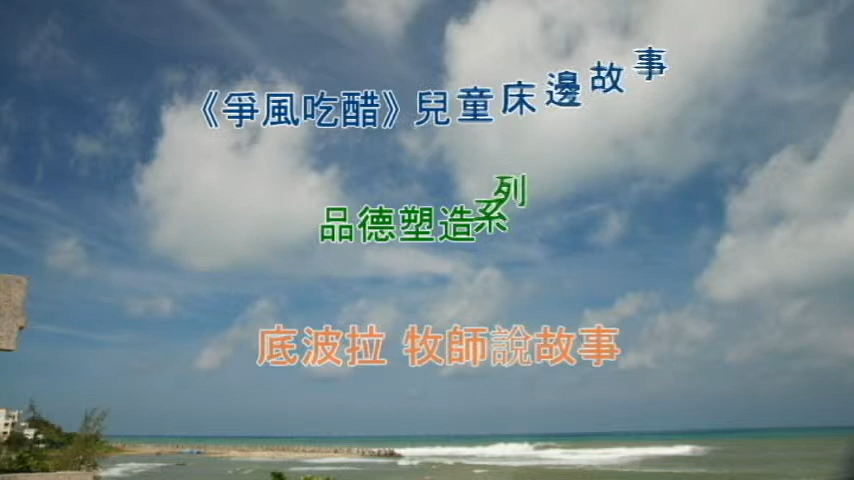 《爭風吃醋》兒童床邊故事
品德塑造系列
底波拉 牧師說故事